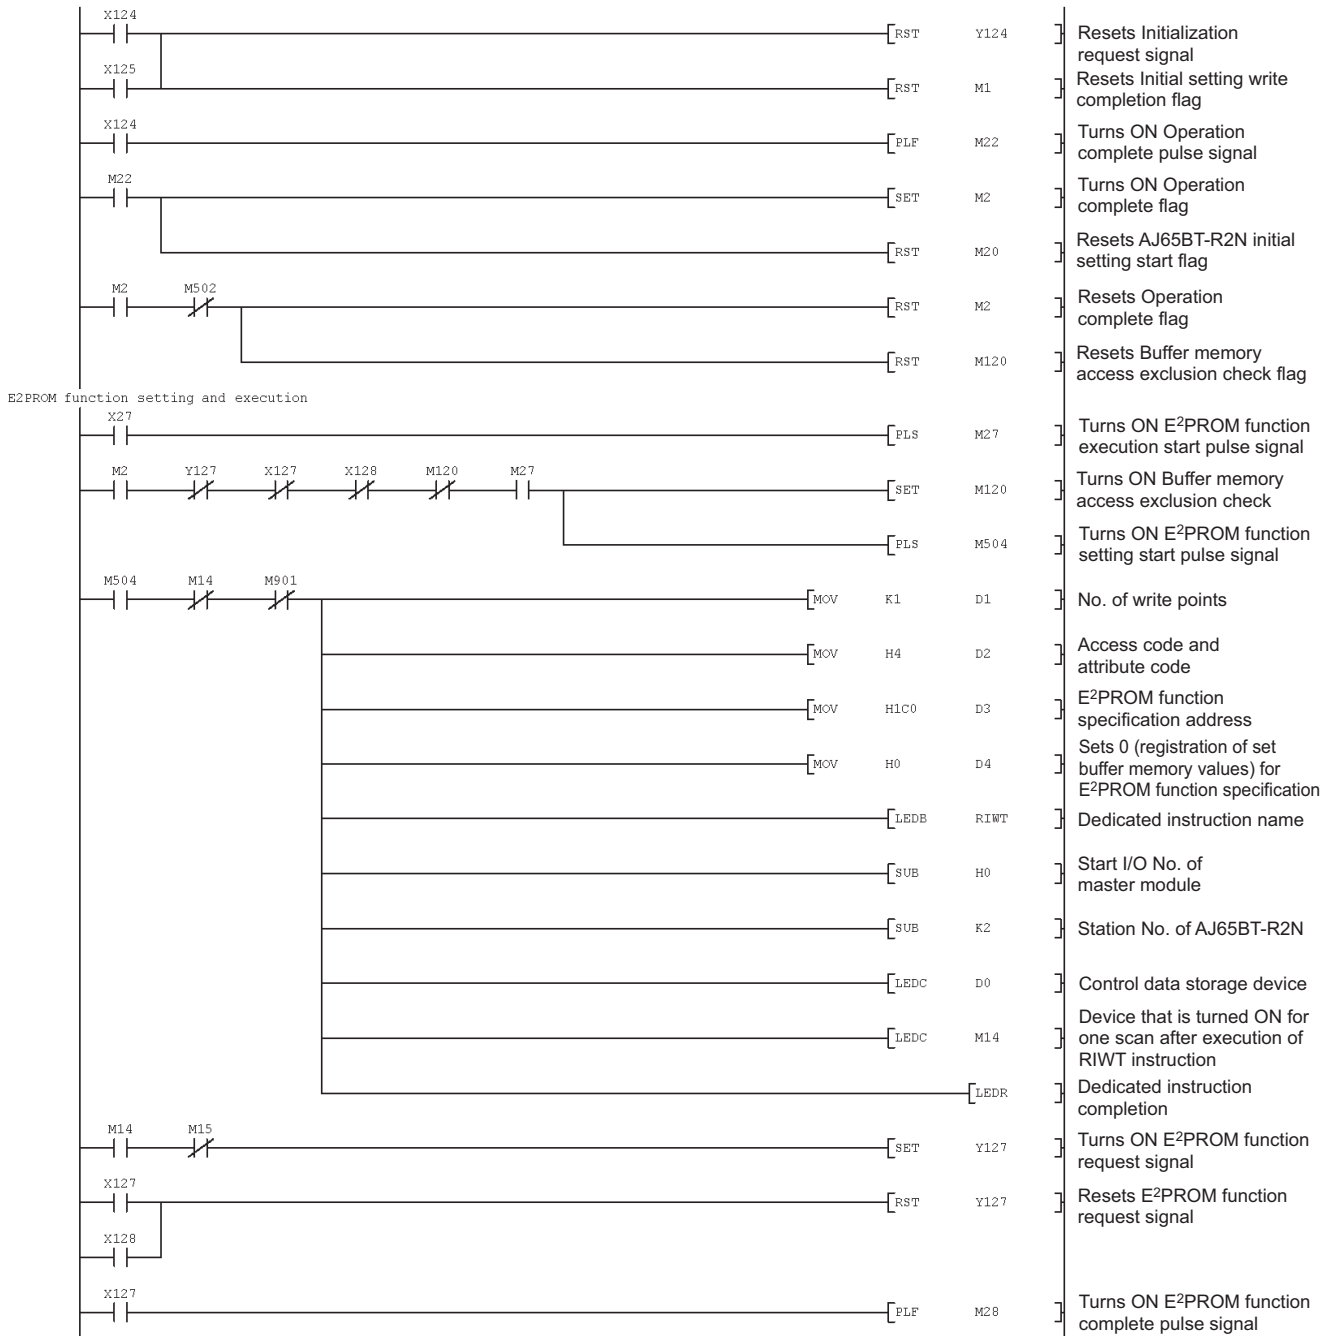 X124
RST Y124 Resets Initialization
request signal
X125
RST M1 Resets Initial setting write
completion flag
X124
PLF M22 Turns ON Operation
complete pulse signal
M22
SET M2 Turns ON Operation
complete flag
RST M20 Resets AJ65BT-R2N initial
setting start flag
M2 M502
RST M2 Resets Operation
complete flag
RST M120 Resets Buffer memory
access exclusion check flag
E2PROM function setting and execution
X27
PLS M27 Turns ON E2PROM function
execution start pulse signal
M2 Y127 X127 X128 M120 M27
SET M120 Turns ON Buffer memory
access exclusion check
PLS M504 Turns ON E2PROM function
setting start pulse signal
M504 M14 M901
MOV K1 D1 No. of write points
MOV H4 D2 Access code and
attribute code
MOV H1C0 D3 E2PROM function
specification address
MOV H0 D4 Sets 0 (registration of set
buffer memory values) for
E2PROM function specification
LEDB RIWT Dedicated instruction name
SUB H0 Start I/O No. of
master module
SUB K2 Station No. of AJ65BT-R2N
LEDC D0 Control data storage device
LEDC M14 Device that is turned ON for
one scan after execution of
RIWT instruction
LEDR Dedicated instruction
completion
M14 M15
SET Y127 Turns ON E2PROM function
request signal
X127
RST Y127 Resets E2PROM function
request signal
X128
X127
PLF M28 Turns ON E2PROM function
complete pulse signal